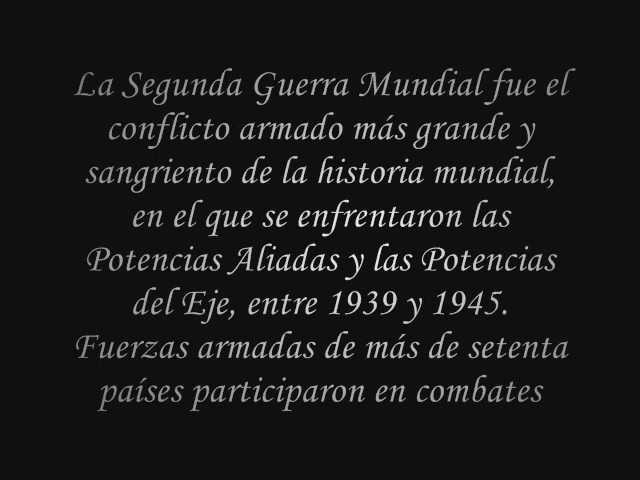 La Segunda Guerra Mundial fue el
conflicto armado más grande y
sangriento de la historia mundial,
en el que se enfrentaron las
Potencias Aliadas y las Potencias
del Eje, entre 1939 y 1945.
Fuerzas armadas de más de setenta
países participaron en combates